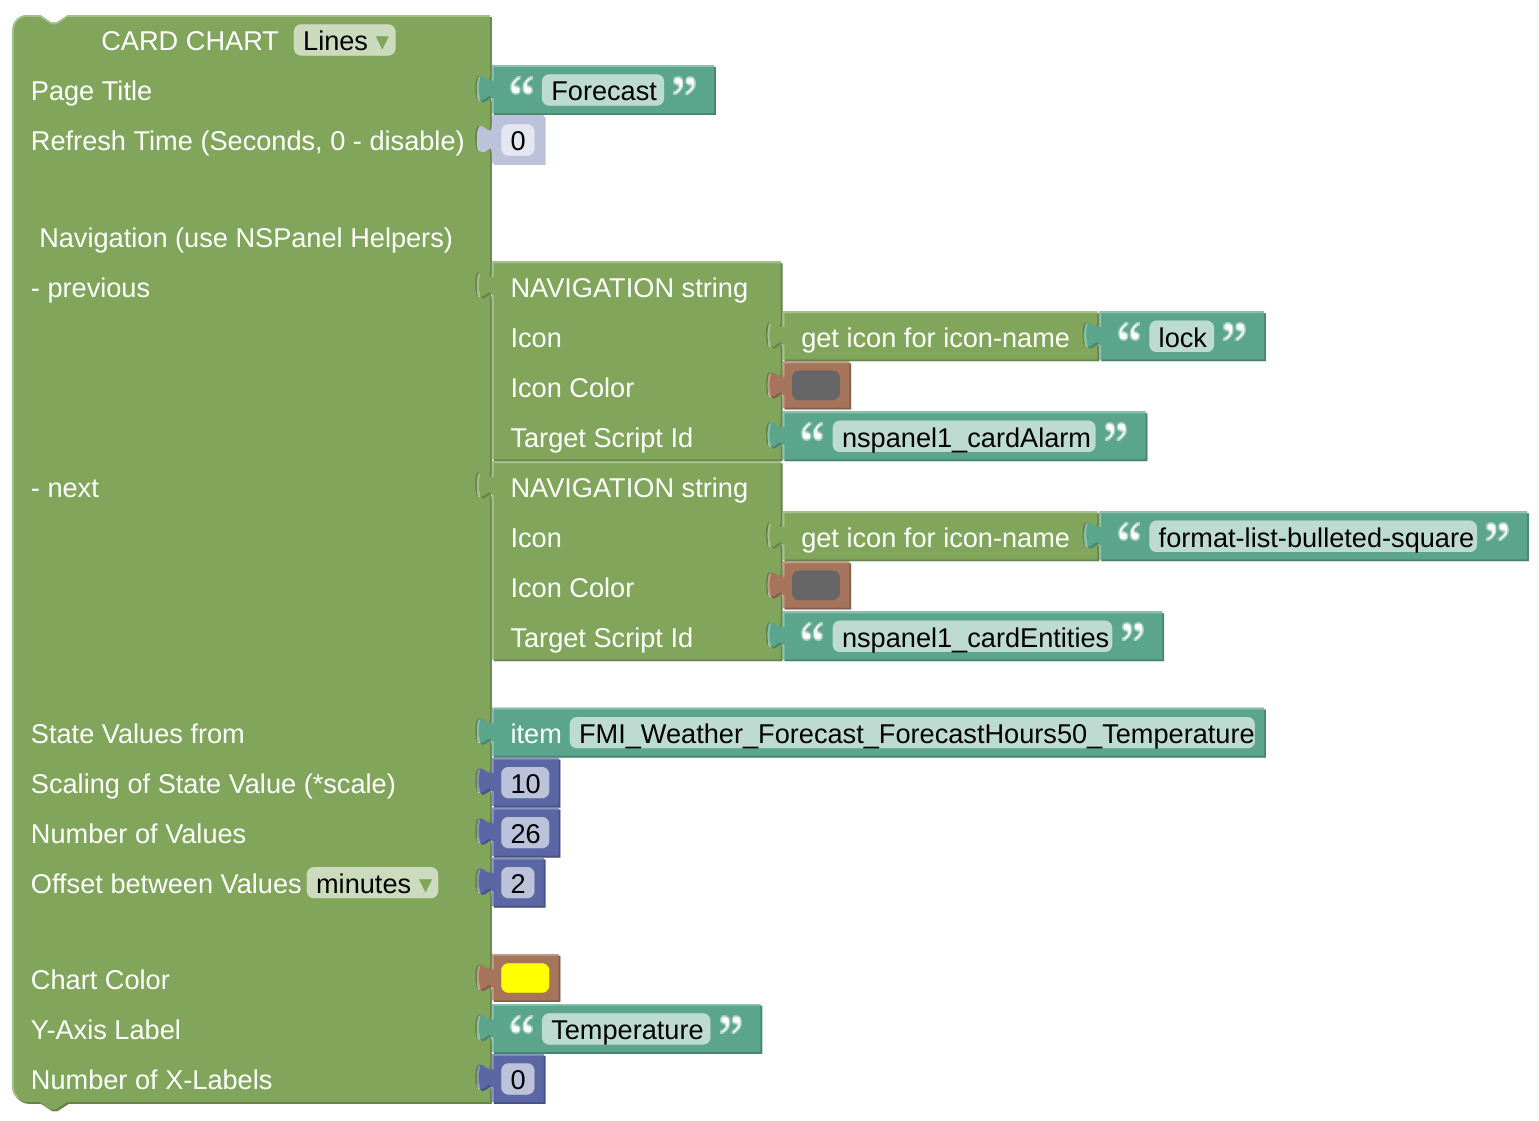 CARD CHART Lines ▾
Page Title “ Forecast ”
Refresh Time (Seconds, 0 - disable) 0
Navigation (use NSPanel Helpers)
- previous NAVIGATION string
Icon get icon for icon-name “ lock ”
Icon Color
Target Script Id “ nspanel1_cardAlarm ”
- next NAVIGATION string
Icon get icon for icon-name “ format-list-bulleted-square ”
Icon Color
Target Script Id “ nspanel1_cardEntities ”
State Values from item FMI_Weather_Forecast_ForecastHours50_Temperature
Scaling of State Value (*scale) 10
Number of Values 26
Offset between Values minutes ▾ 2
Chart Color
Y-Axis Label “ Temperature ”
Number of X-Labels 0